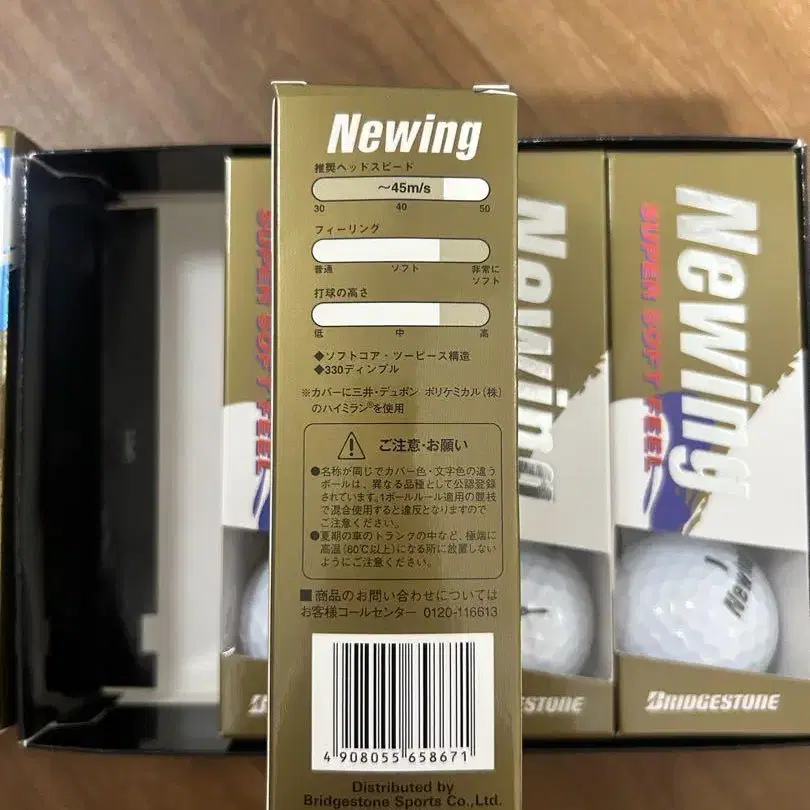 Newing
推奨ヘッドスピード
～45m/s
30 40 50
フィーリング
普通 ソフト 非常に
ソフト
打球の高さ
低 中 高
◆ソフトコア・ツーピース構造
◆330ディンプル
※カバーに三井・デュポン ポリケミカル(株)
のハイミラン®を使用
ご注意・お願い
●名称が同じでカバー色・文字色の違う
ボールは、異なる品種として公認登録
されています。1ボールルール適用の競技
で混合使用すると違反となりますので
ご注意ください。
●夏期の車のトランクの中など、極端に
高温(60℃以上)になる所に放置しない
ようにご注意ください。
■商品のお問い合わせについては
お客様コールセンター 0120-116613
4 908055 658671
Distributed by
Bridgestone Sports Co., Ltd.
SUPER SOFT FEEL
Newing
ESTONE
Newing
SUPER SOFT FEEL
1
Newing
BRIDGESTONE